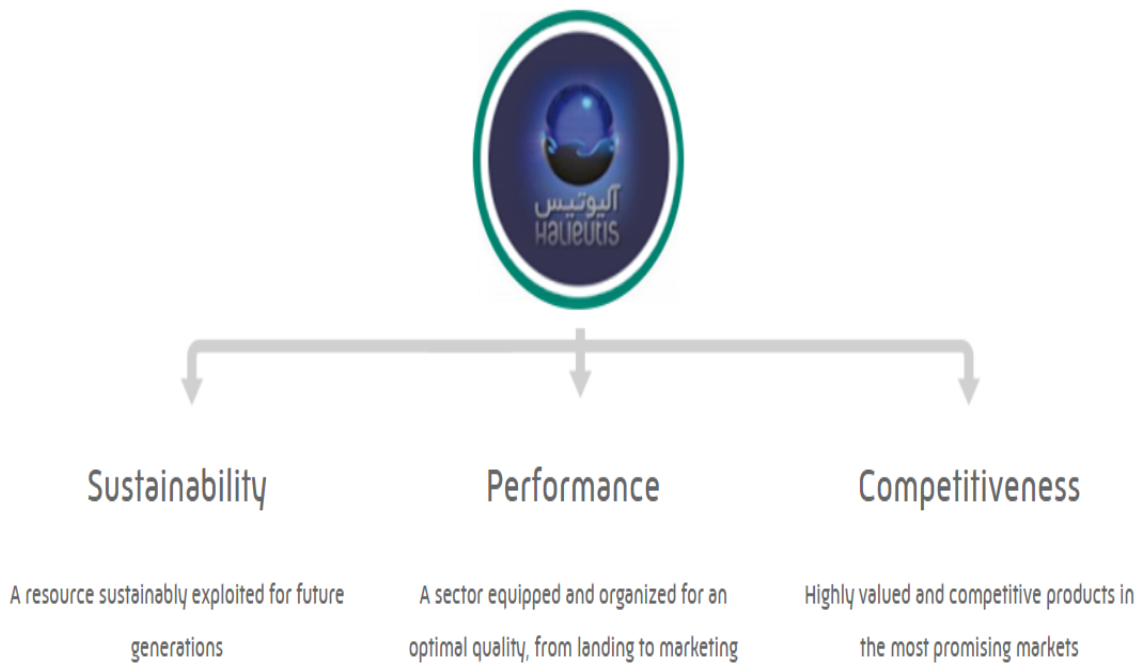 آليوتيس
Halieutis
Sustainability
A resource sustainably exploited for future
generations
Performance
A sector equipped and organized for an
optimal quality, from landing to marketing
Competitiveness
Highly valued and competitive products in
the most promising markets